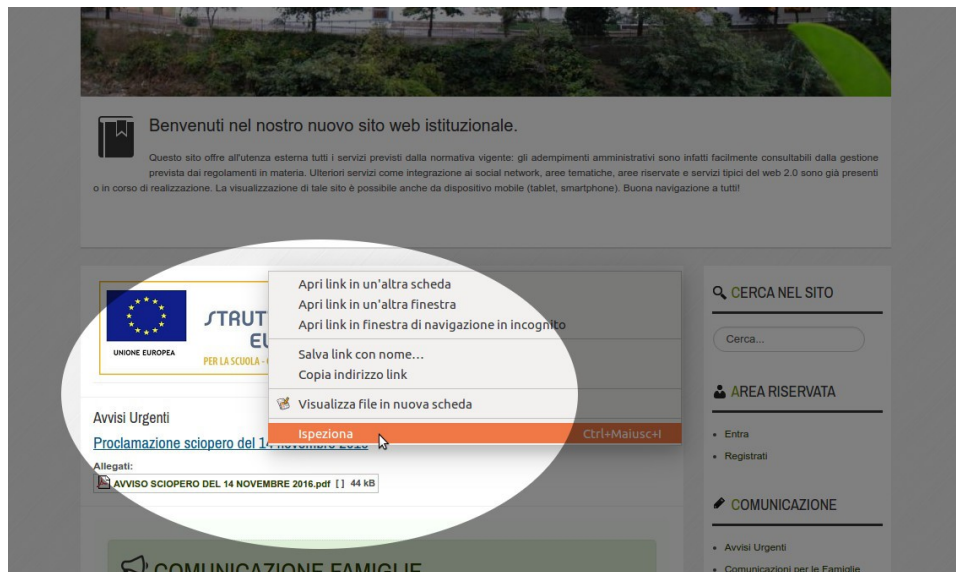 Benvenuti nel nostro nuovo sito web istituzionale.
Questo sito offre all'utenza esterna tutti i servizi previsti dalla normativa vigente: gli adempimenti amministrativi sono infatti facilmente consultabili dalla gestione
prevista dai regolamenti in materia. Ulteriori servizi come integrazione ai social network, aree tematiche, aree riservate e servizi tipici del web 2.0 sono già presenti
o in corso di realizzazione. La visualizzazione di tale sito è possibile anche da dispositivo mobile (tablet, smartphone). Buona navigazione a tutti!
UNIONE EUROPEA
PER LA SCUOLA -
Apri link in un'altra scheda
Apri link in un'altra finestra
Apri link in finestra di navigazione in incognito
Salva link con nome...
Copia indirizzo link
Visualizza file in nuova scheda
Ispeziona Ctrl+Maiusc+I
Avvisi Urgenti
Proclamazione sciopero del
Allegati:
AVVISO SCIOPERO DEL 14 NOVEMBRE 2016.pdf [ ] 44 kB
COMUNICAZIONE FAMIGLIE
CERCA NEL SITO
Cerca...
AREA RISERVATA
Entra
Registrati
COMUNICAZIONE
Avvisi Urgenti
Comunicazioni per le Famiglie